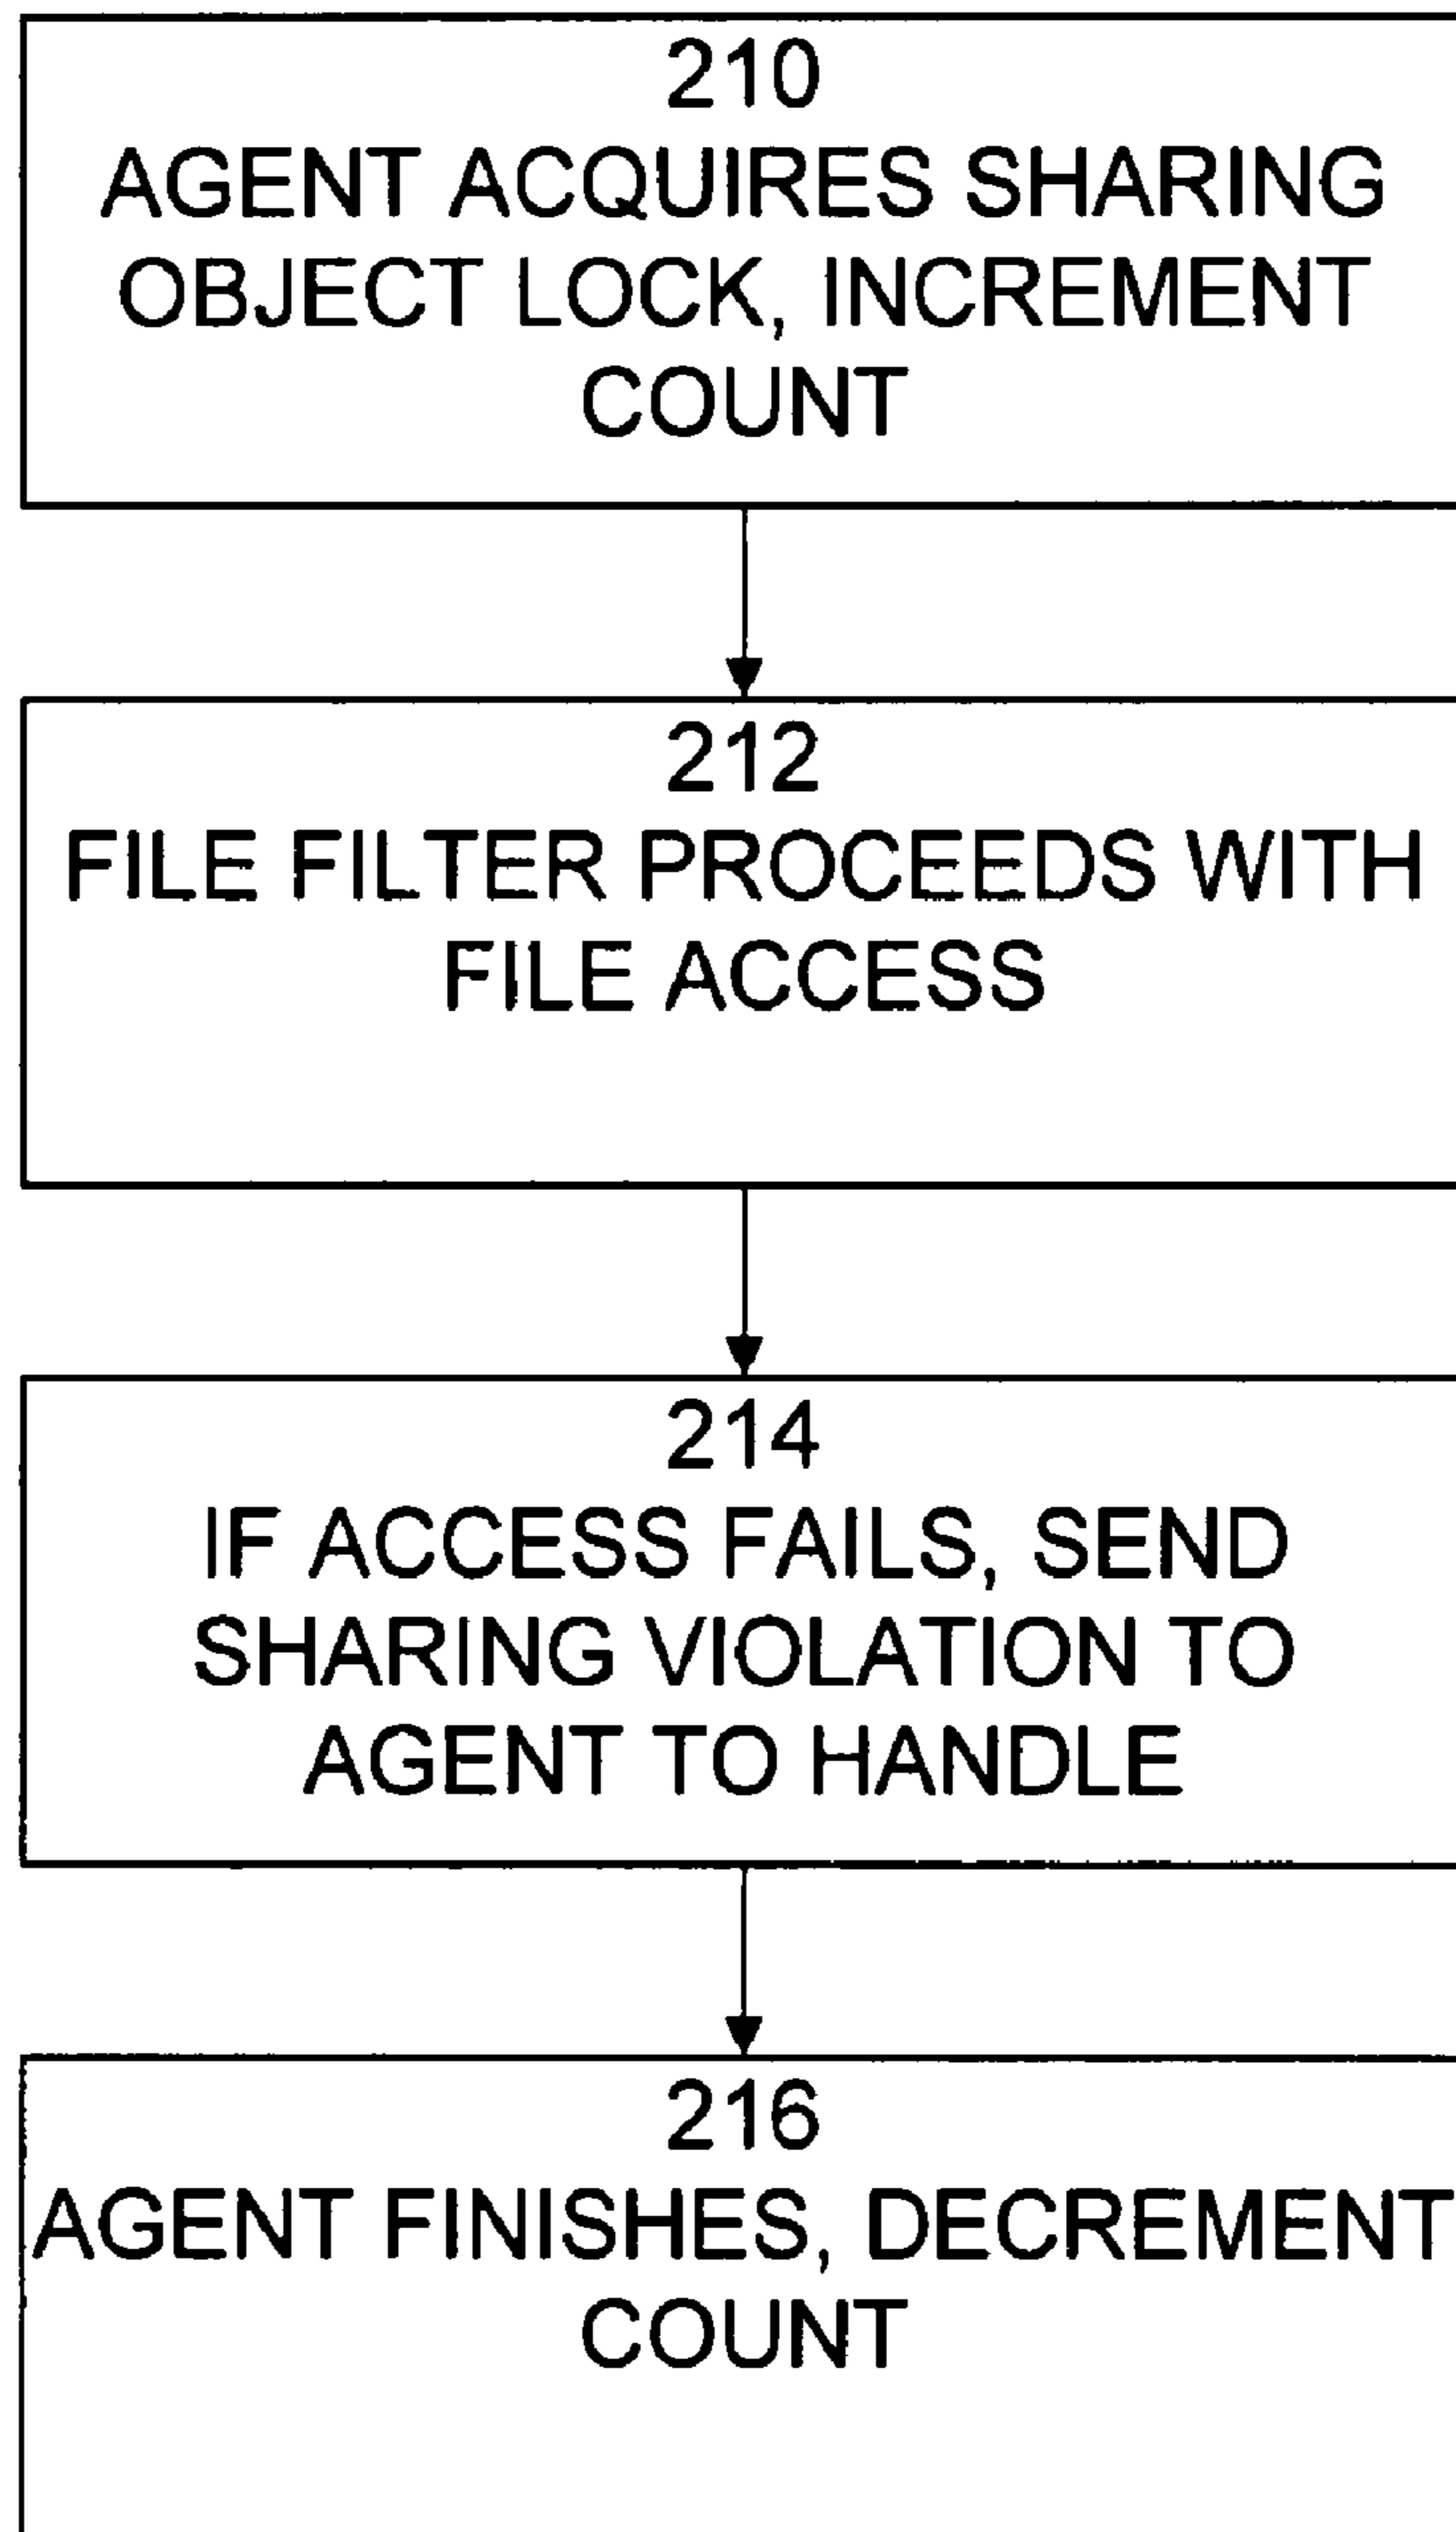 210
AGENT ACQUIRES SHARING
OBJECT LOCK, INCREMENT
COUNT
212
FILE FILTER PROCEEDS WITH
FILE ACCESS
214
IF ACCESS FAILS, SEND
SHARING VIOLATION TO
AGENT TO HANDLE
216
AGENT FINISHES, DECREMENT
COUNT